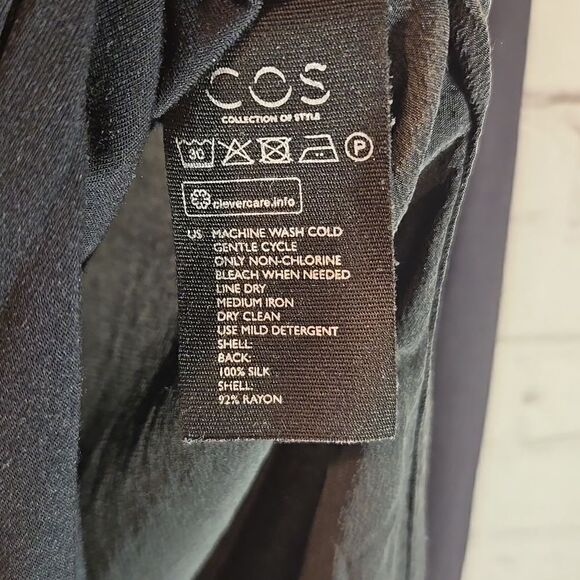 COS
COLLECTION OF STYLE
30 P
clevercare.info
US MACHINE WASH COLD
GENTLE CYCLE
ONLY NON-CHLORINE
BLEACH WHEN NEEDED
LINE DRY
MEDIUM IRON
DRY CLEAN
USE MILD DETERGENT
SHELL:
BACK:
100% SILK
SHELL:
92% RAYON